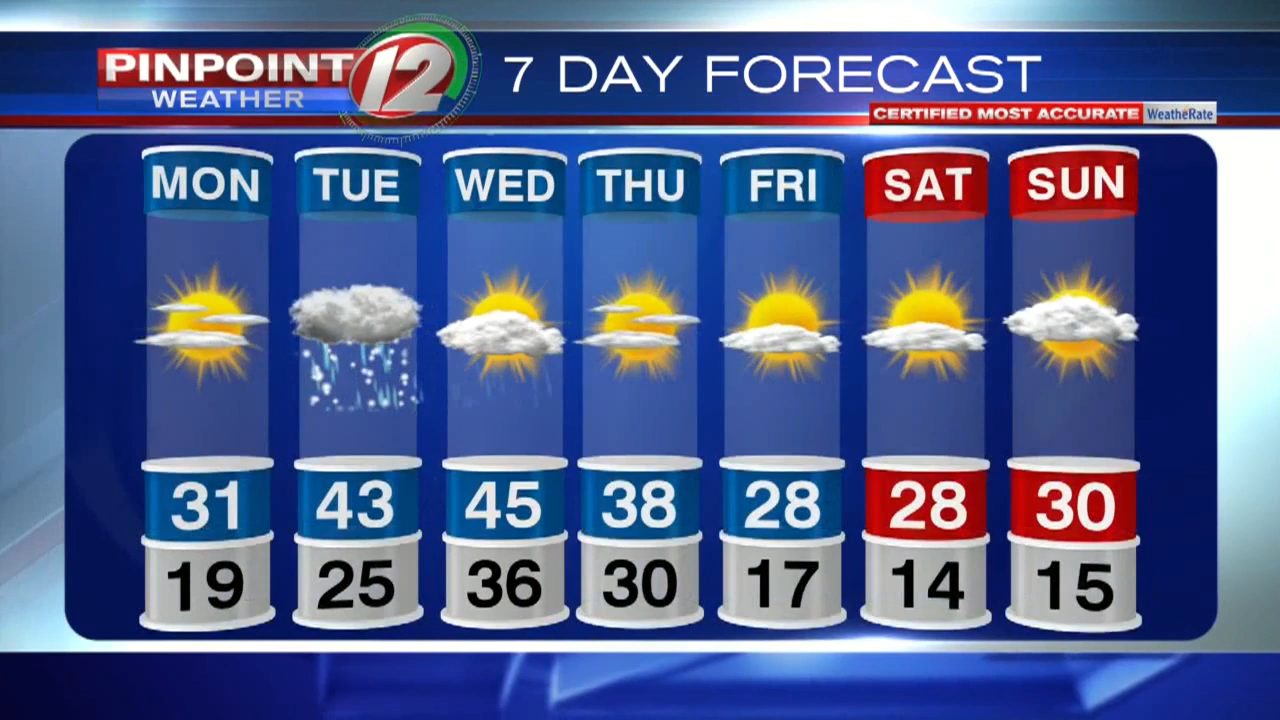 PINPOINT 12
WEATHER
7 DAY FORECAST
CERTIFIED MOST ACCURATE WeatheRate
MON TUE WED THU FRI SAT SUN
31 43 45 38 28 28 30
19 25 36 30 17 14 15